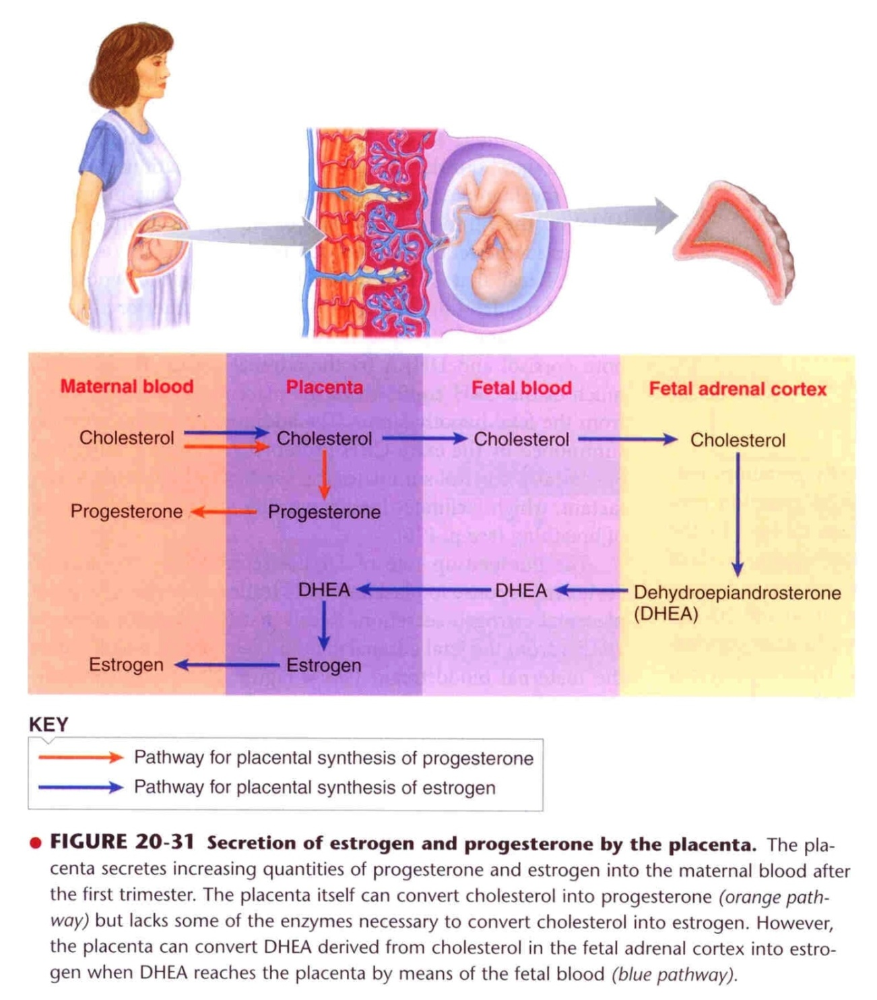 Maternal blood
Placenta
Fetal blood
Fetal adrenal cortex
Cholesterol
Cholesterol
Cholesterol
Cholesterol
Progesterone
Progesterone
DHEA
DHEA
Dehydroepiandrosterone
(DHEA)
Estrogen
Estrogen
KEY
Pathway for placental synthesis of progesterone
Pathway for placental synthesis of estrogen
• FIGURE 20-31 Secretion of estrogen and progesterone by the placenta. The pla-
centa secretes increasing quantities of progesterone and estrogen into the maternal blood after
the first trimester. The placenta itself can convert cholesterol into progesterone (orange path-
way) but lacks some of the enzymes necessary to convert cholesterol into estrogen. However,
the placenta can convert DHEA derived from cholesterol in the fetal adrenal cortex into estro-
gen when DHEA reaches the placenta by means of the fetal blood (blue pathway).